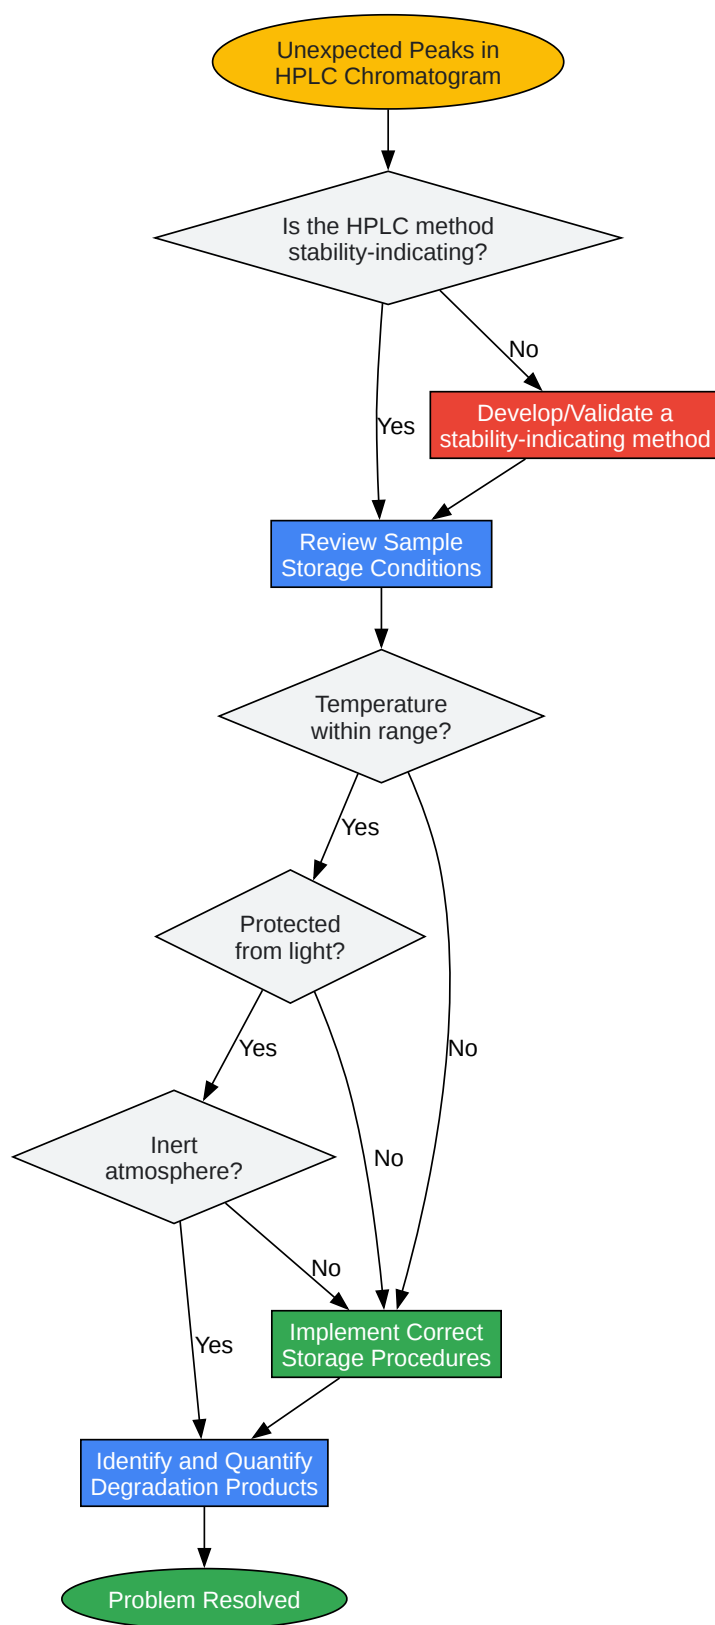 Unexpected Peaks in
HPLC Chromatogram
Is the HPLC method
stability-indicating?
No
Develop/Validate a
stability-indicating method
Yes
Review Sample
Storage Conditions
Temperature
within range?
Yes
Protected
from light?
Yes
No
Inert
atmosphere?
No
No
Implement Correct
Storage Procedures
Yes
Identify and Quantify
Degradation Products
Problem Resolved